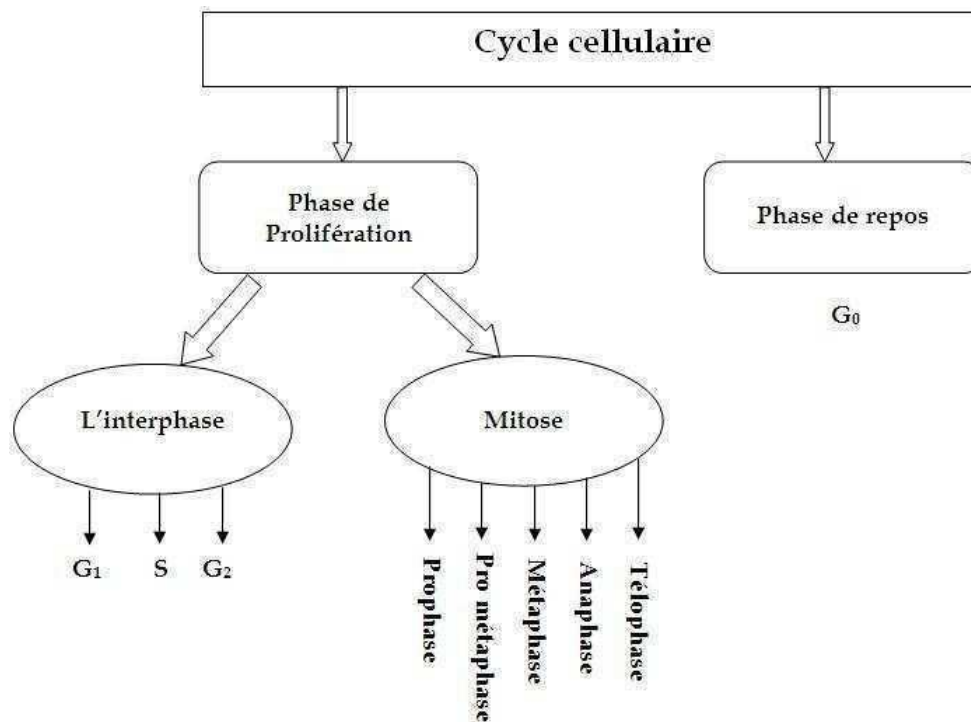 Cycle cellulaire
Phase de
Prolifération
Phase de repos
G₀
L'interphase
Mitose
G₁ S G₂
Prophase
Pro métaphase
Métaphase
Anaphase
Télophase